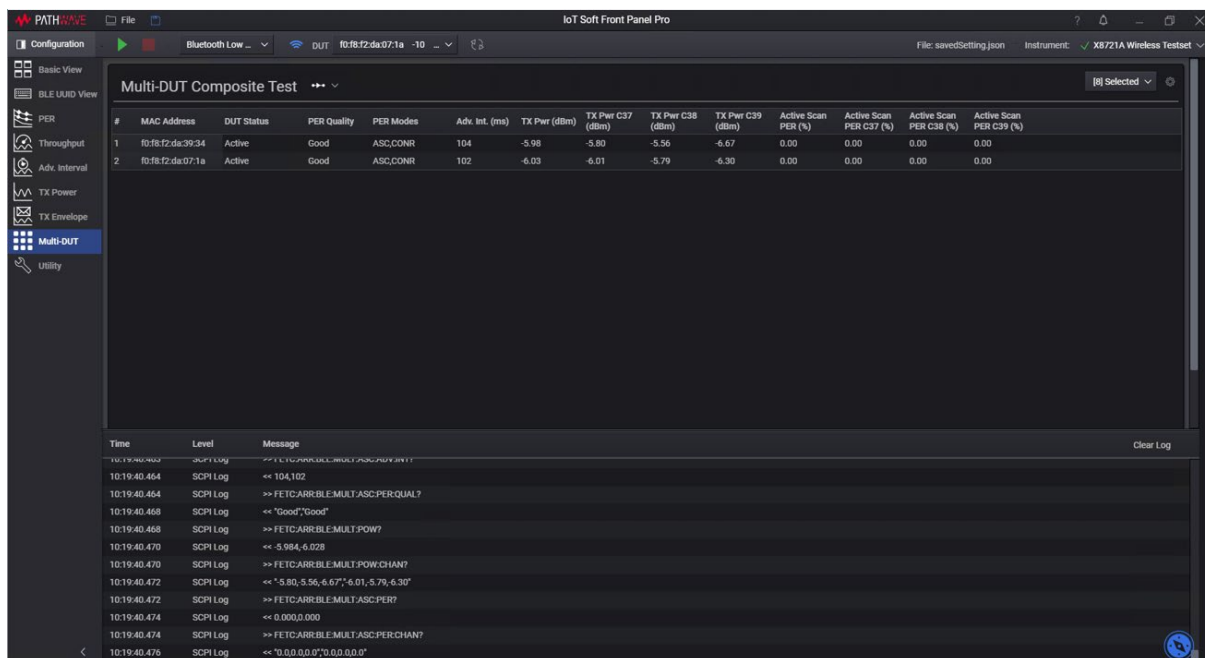 PATHWAVE File IoT Soft Front Panel Pro ?
Configuration Bluetooth Low ... DUT f0:f8:f2:da:07:1a -10 ... File: savedSetting.json Instrument: X8721A Wireless Testset
Basic View
BLE UUID View
PER
Throughput
Adv. Interval
TX Power
TX Envelope
Multi-DUT
Utility
Multi-DUT Composite Test [8] Selected
# MAC Address DUT Status PER Quality PER Modes Adv. Int. (ms) TX Pwr (dBm) TX Pwr C37 (dBm) TX Pwr C38 (dBm) TX Pwr C39 (dBm) Active Scan PER (%) Active Scan PER C37 (%) Active Scan PER C38 (%) Active Scan PER C39 (%)
1 f0:f8:f2:da:39:34 Active Good ASC,CONR 104 -5.98 -5.80 -5.56 -6.67 0.00 0.00 0.00 0.00
2 f0:f8:f2:da:07:1a Active Good ASC,CONR 102 -6.03 -6.01 -5.79 -6.30 0.00 0.00 0.00 0.00
Time Level Message Clear Log
10:19:40.463 SCPI Log >> FETC:ARR:BLE:MULT:ASC:ADV:INT?
10:19:40.464 SCPI Log << 104,102
10:19:40.464 SCPI Log >> FETC:ARR:BLE:MULT:ASC:PER:QUAL?
10:19:40.468 SCPI Log << "Good","Good"
10:19:40.468 SCPI Log >> FETC:ARR:BLE:MULT:POW?
10:19:40.470 SCPI Log << -5.984,-6.028
10:19:40.470 SCPI Log >> FETC:ARR:BLE:MULT:POW:CHAN?
10:19:40.472 SCPI Log << "-5.80,-5.56,-6.67","-6.01,-5.79,-6.30"
10:19:40.472 SCPI Log >> FETC:ARR:BLE:MULT:ASC:PER?
10:19:40.474 SCPI Log << 0.000,0.000
10:19:40.474 SCPI Log >> FETC:ARR:BLE:MULT:ASC:PER:CHAN?
10:19:40.476 SCPI Log << "0.0,0.0,0.0","0.0,0.0,0.0"